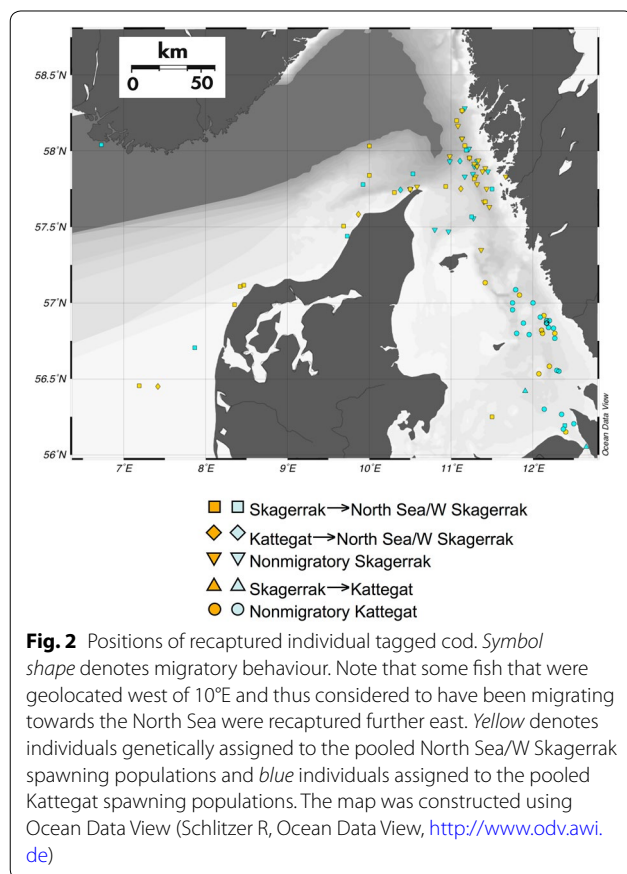 km
0 50
58.5°N
58°N
57.5°N
57°N
56.5°N
56°N
7°E 8°E 9°E 10°E 11°E 12°E
Ocean Data View
Skagerrak→North Sea/W Skagerrak
Kattegat→North Sea/W Skagerrak
Nonmigratory Skagerrak
Skagerrak→Kattegat
Nonmigratory Kattegat
Fig. 2 Positions of recaptured individual tagged cod. Symbol
shape denotes migratory behaviour. Note that some fish that were
geolocated west of 10°E and thus considered to have been migrating
towards the North Sea were recaptured further east. Yellow denotes
individuals genetically assigned to the pooled North Sea/W Skagerrak
spawning populations and blue individuals assigned to the pooled
Kattegat spawning populations. The map was constructed using
Ocean Data View (Schlitzer R, Ocean Data View, http://www.odv.awi.
de)